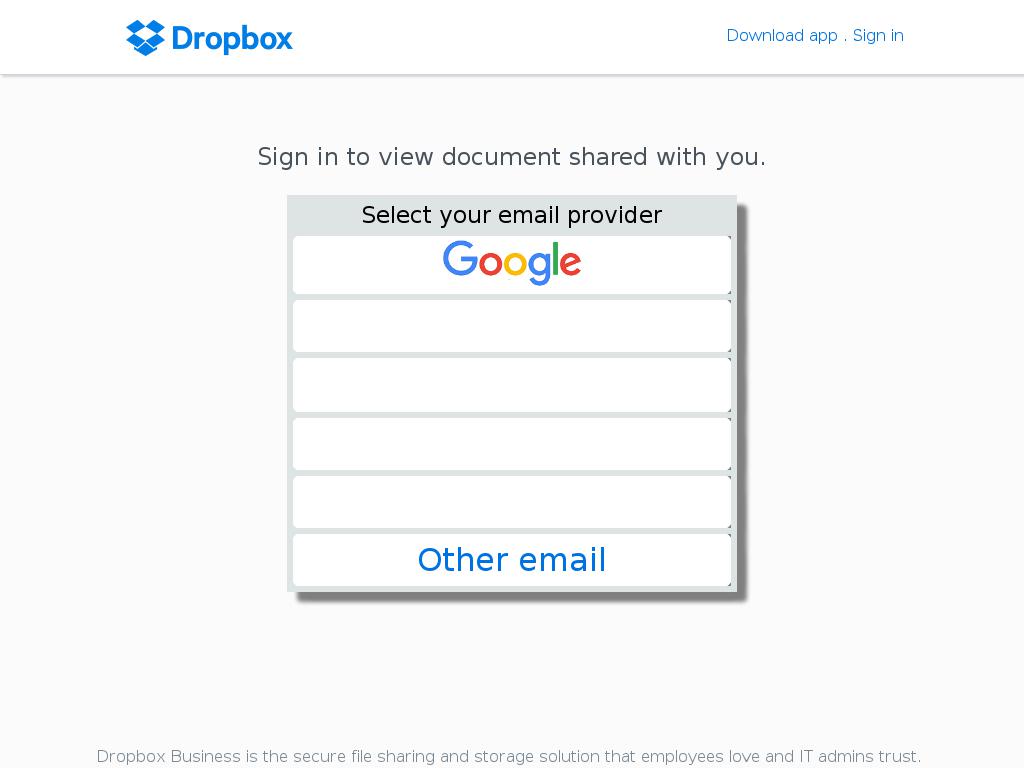 Dropbox
Download app . Sign in
Sign in to view document shared with you.
Select your email provider
Google
Other email
Dropbox Business is the secure file sharing and storage solution that employees love and IT admins trust.